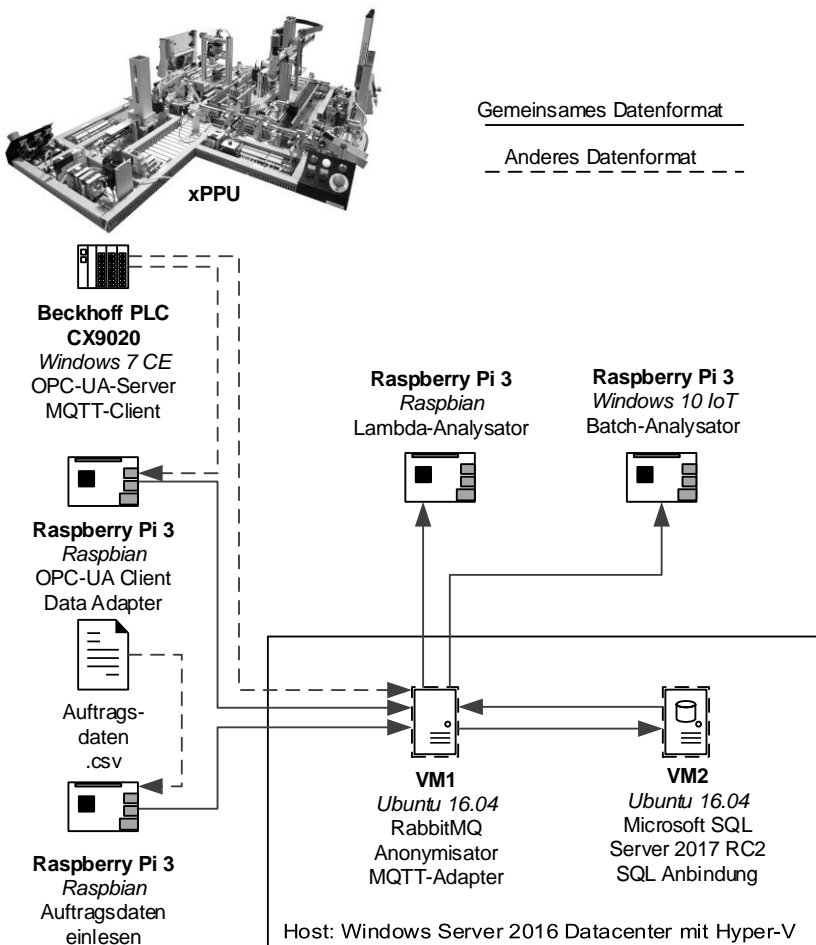 xPPU
Gemeinsames Datenformat
Anderes Datenformat
Beckhoff PLC
CX9020
Windows 7 CE
OPC-UA-Server
MQTT-Client
Raspberry Pi 3
Raspbian
Lambda-Analysator
Raspberry Pi 3
Windows 10 IoT
Batch-Analysator
Raspberry Pi 3
Raspbian
OPC-UA Client
Data Adapter
Auftrags-
daten
.csv
Raspberry Pi 3
Raspbian
Auftragsdaten
einlesen
VM1
Ubuntu 16.04
RabbitMQ
Anonymisator
MQTT-Adapter
VM2
Ubuntu 16.04
Microsoft SQL
Server 2017 RC2
SQL Anbindung
Host: Windows Server 2016 Datacenter mit Hyper-V